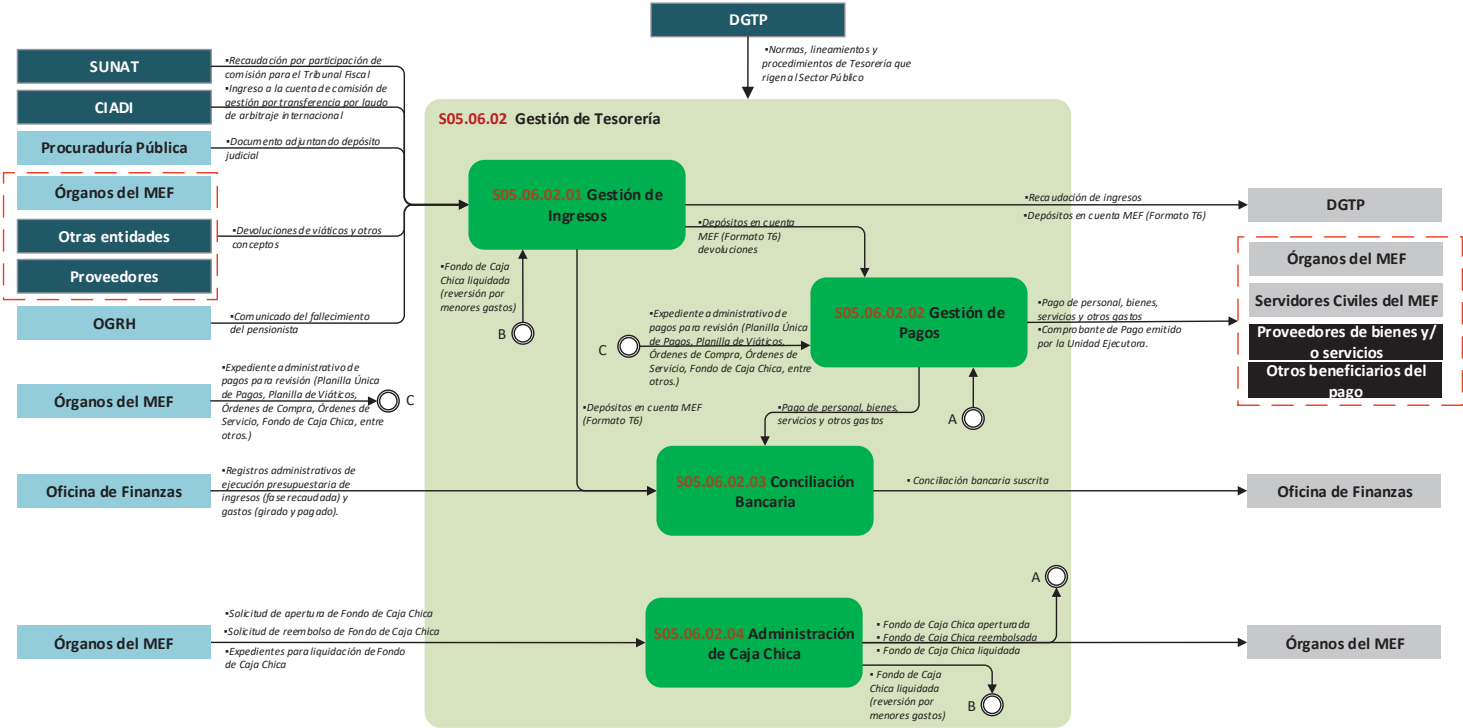 DGTP
▪Normas, lineamientos y
procedimientos de Tesorería que
rigen al Sector Público
SUNAT
▪Recaudación por participación de
comisión para el Tribunal Fiscal
CIADI
▪Ingreso a la cuenta de comisión de
gestión por transferencia por laudo
de arbitraje internacional
Procuraduría Pública
▪Documento adjuntando depósito
judicial
Órganos del MEF
Otras entidades
▪Devoluciones de viáticos y otros
conceptos
Proveedores
OGRH
▪Comunicado del fallecimiento
del pensionista
Órganos del MEF
▪Expediente administrativo de
pagos para revisión (Planilla Única
de Pagos, Planilla de Viáticos,
Órdenes de Compra, Órdenes de
Servicio, Fondo de Caja Chica, entre
otros.)
C
Oficina de Finanzas
▪Registros administrativos de
ejecución presupuestaria de
ingresos (fase recaudada) y
gastos (girado y pagado).
Órganos del MEF
▪Solicitud de apertura de Fondo de Caja Chica
▪Solicitud de reembolso de Fondo de Caja Chica
▪Expedientes para liquidación de Fondo
de Caja Chica
S05.06.02 Gestión de Tesorería
S05.06.02.01 Gestión de
Ingresos
▪Fondo de Caja
Chica liquidada
(reversión por
menores gastos)
B
▪Depósitos en cuenta
MEF (Formato T6)
devoluciones
▪Recaudación de ingresos
▪Depósitos en cuenta MEF (Formato T6)
DGTP
S05.06.02.02 Gestión de
Pagos
C
▪Expediente administrativo de
pagos para revisión (Planilla Única
de Pagos, Planilla de Viáticos,
Órdenes de Compra, Órdenes de
Servicio, Fondo de Caja Chica, entre
otros.)
▪Pago de personal, bienes,
servicios y otros gastos
▪Comprobante de Pago emitido
por la Unidad Ejecutora.
Órganos del MEF
Servidores Civiles del MEF
Proveedores de bienes y/
o servicios
Otros beneficiarios del
pago
▪Depósitos en cuenta MEF
(Formato T6)
▪Pago de personal, bienes,
servicios y otros gastos
A
S05.06.02.03 Conciliación
Bancaria
▪ Conciliación bancaria suscrita
Oficina de Finanzas
A
S05.06.02.04 Administración
de Caja Chica
▪ Fondo de Caja Chica aperturada
▪ Fondo de Caja Chica reembolsada
▪ Fondo de Caja Chica liquidada
Órganos del MEF
▪ Fondo de Caja
Chica liquidada
(reversión por
menores gastos)
B